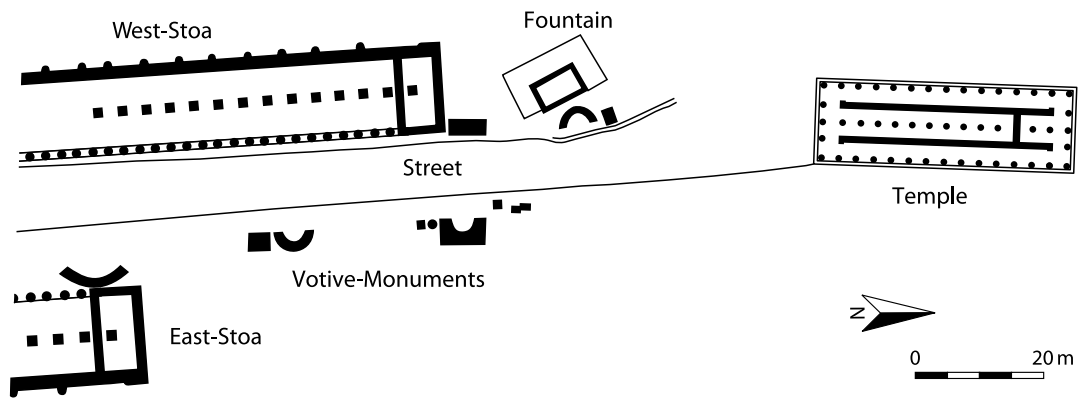 West-Stoa
Fountain
Street
Temple
Votive-Monuments
East-Stoa
N
0 20 m